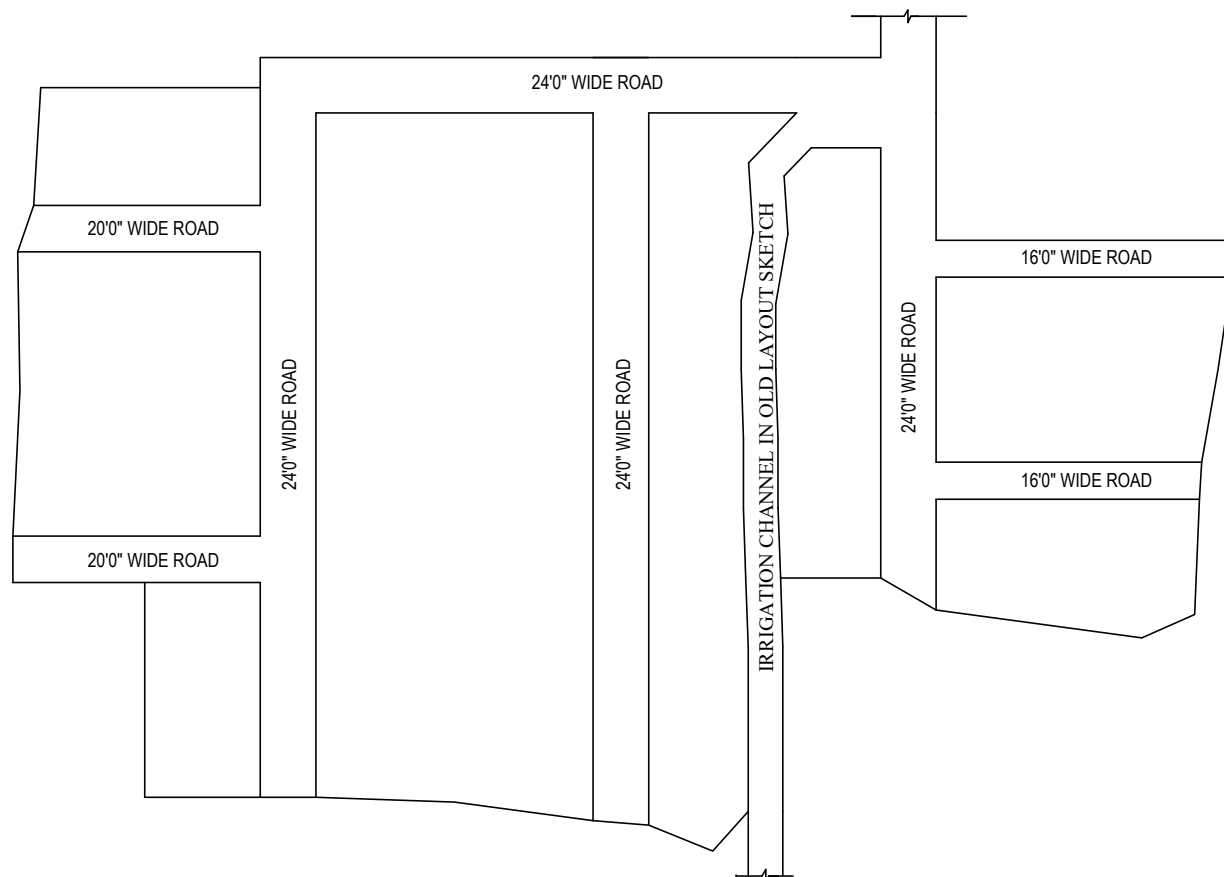 24'0" WIDE ROAD
20'0" WIDE ROAD
16'0" WIDE ROAD
24'0" WIDE ROAD
24'0" WIDE ROAD
IRRIGATION CHANNEL IN OLD LAYOUT SKETCH
24'0" WIDE ROAD
16'0" WIDE ROAD
20'0" WIDE ROAD